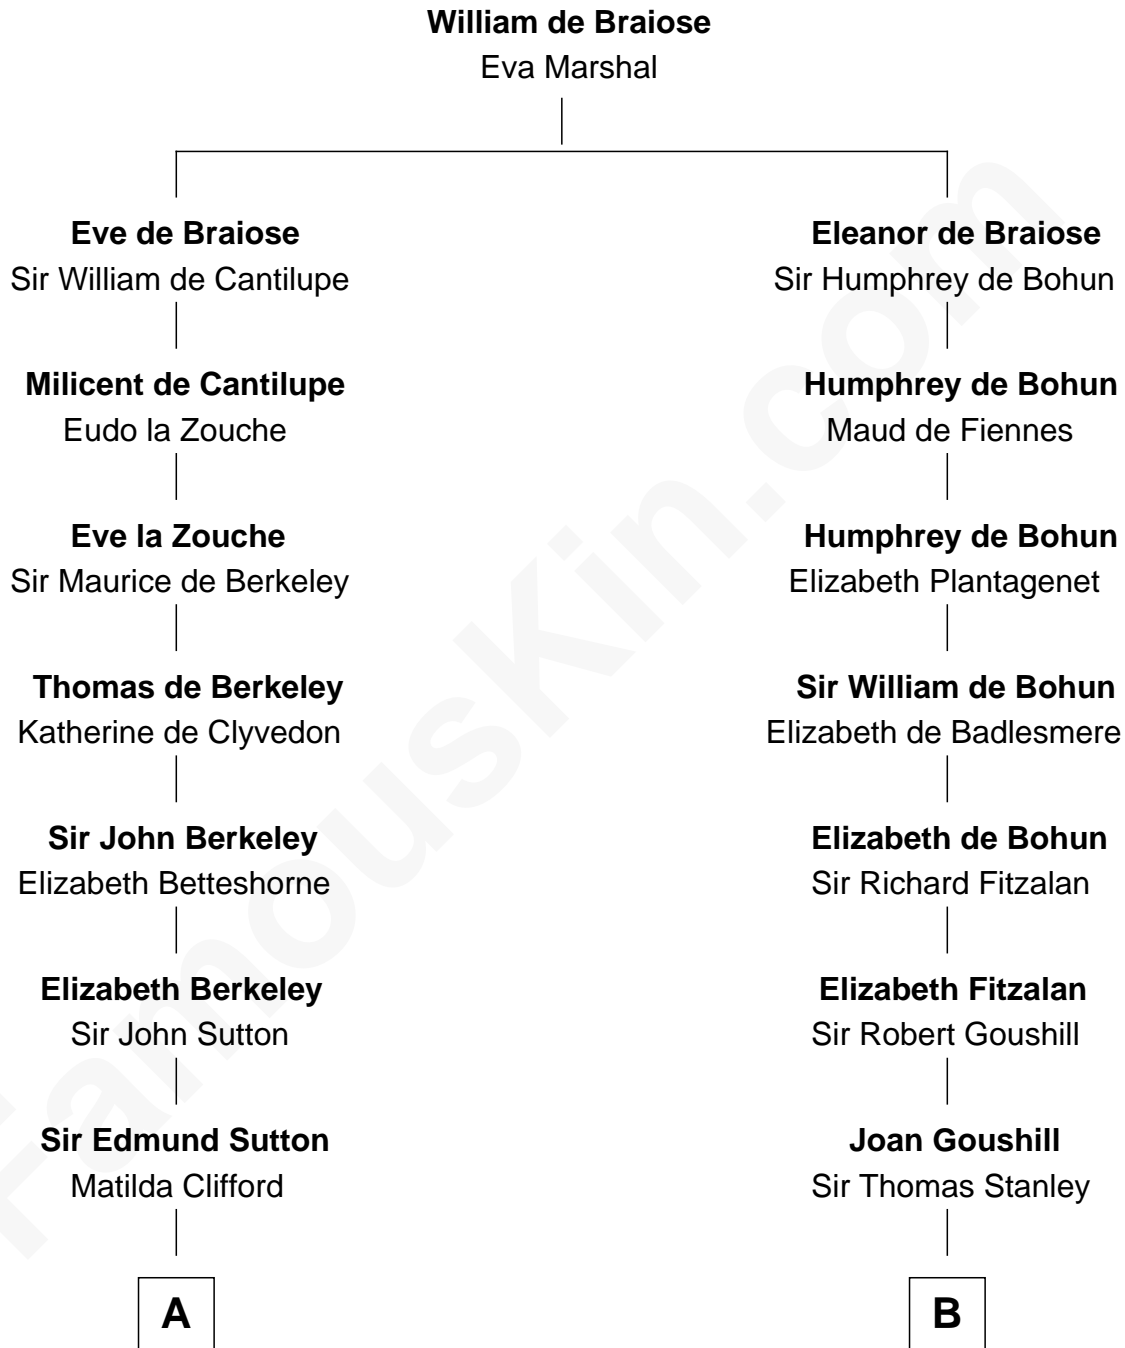 William de Braiose
Eva Marshal
Eve de Braiose
Sir William de Cantilupe
Milicent de Cantilupe
Eudo la Zouche
Eve la Zouche
Sir Maurice de Berkeley
Thomas de Berkeley
Katherine de Clyvedon
Sir John Berkeley
Elizabeth Betteshorne
Elizabeth Berkeley
Sir John Sutton
Sir Edmund Sutton
Matilda Clifford
A
Eleanor de Braiose
Sir Humphrey de Bohun
Humphrey de Bohun
Maud de Fiennes
Humphrey de Bohun
Elizabeth Plantagenet
Sir William de Bohun
Elizabeth de Badlesmere
Elizabeth de Bohun
Sir Richard Fitzalan
Elizabeth Fitzalan
Sir Robert Goushill
Joan Goushill
Sir Thomas Stanley
B
FamousKin.com